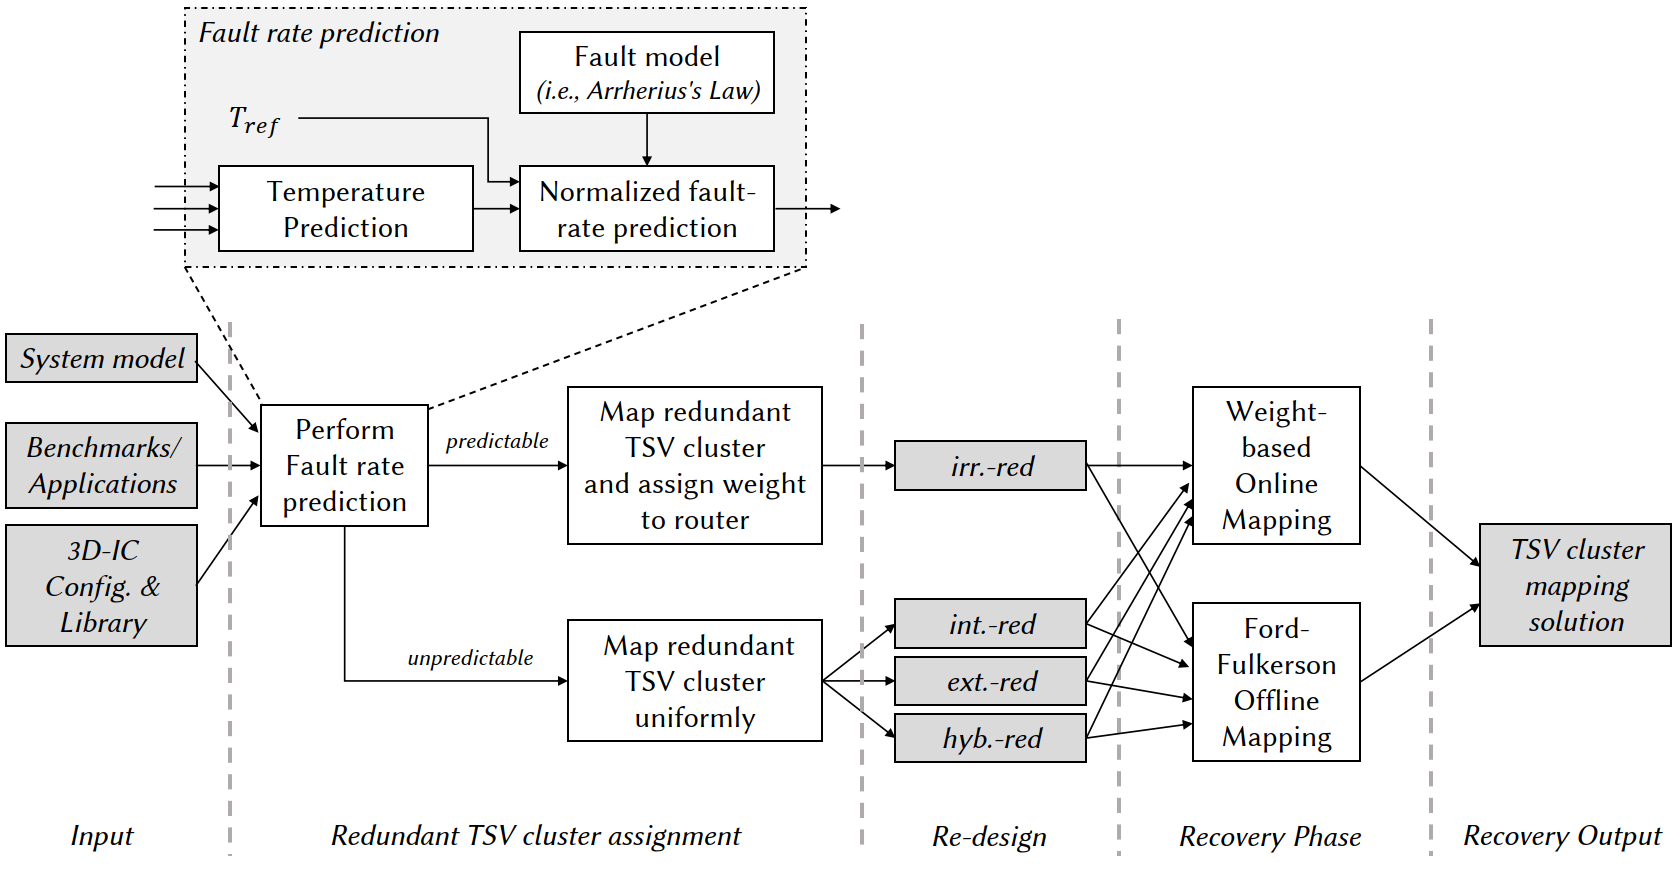 Fault rate prediction
Fault model
(i.e., Arrherius's Law)
T_ref
Temperature
Prediction
Normalized fault-
rate prediction
System model
Benchmarks/
Applications
3D-IC
Config. &
Library
Perform
Fault rate
prediction
predictable
unpredictable
Map redundant
TSV cluster
and assign weight
to router
Map redundant
TSV cluster
uniformly
irr.-red
int.-red
ext.-red
hyb.-red
Weight-
based
Online
Mapping
Ford-
Fulkerson
Offline
Mapping
TSV cluster
mapping
solution
Input
Redundant TSV cluster assignment
Re-design
Recovery Phase
Recovery Output